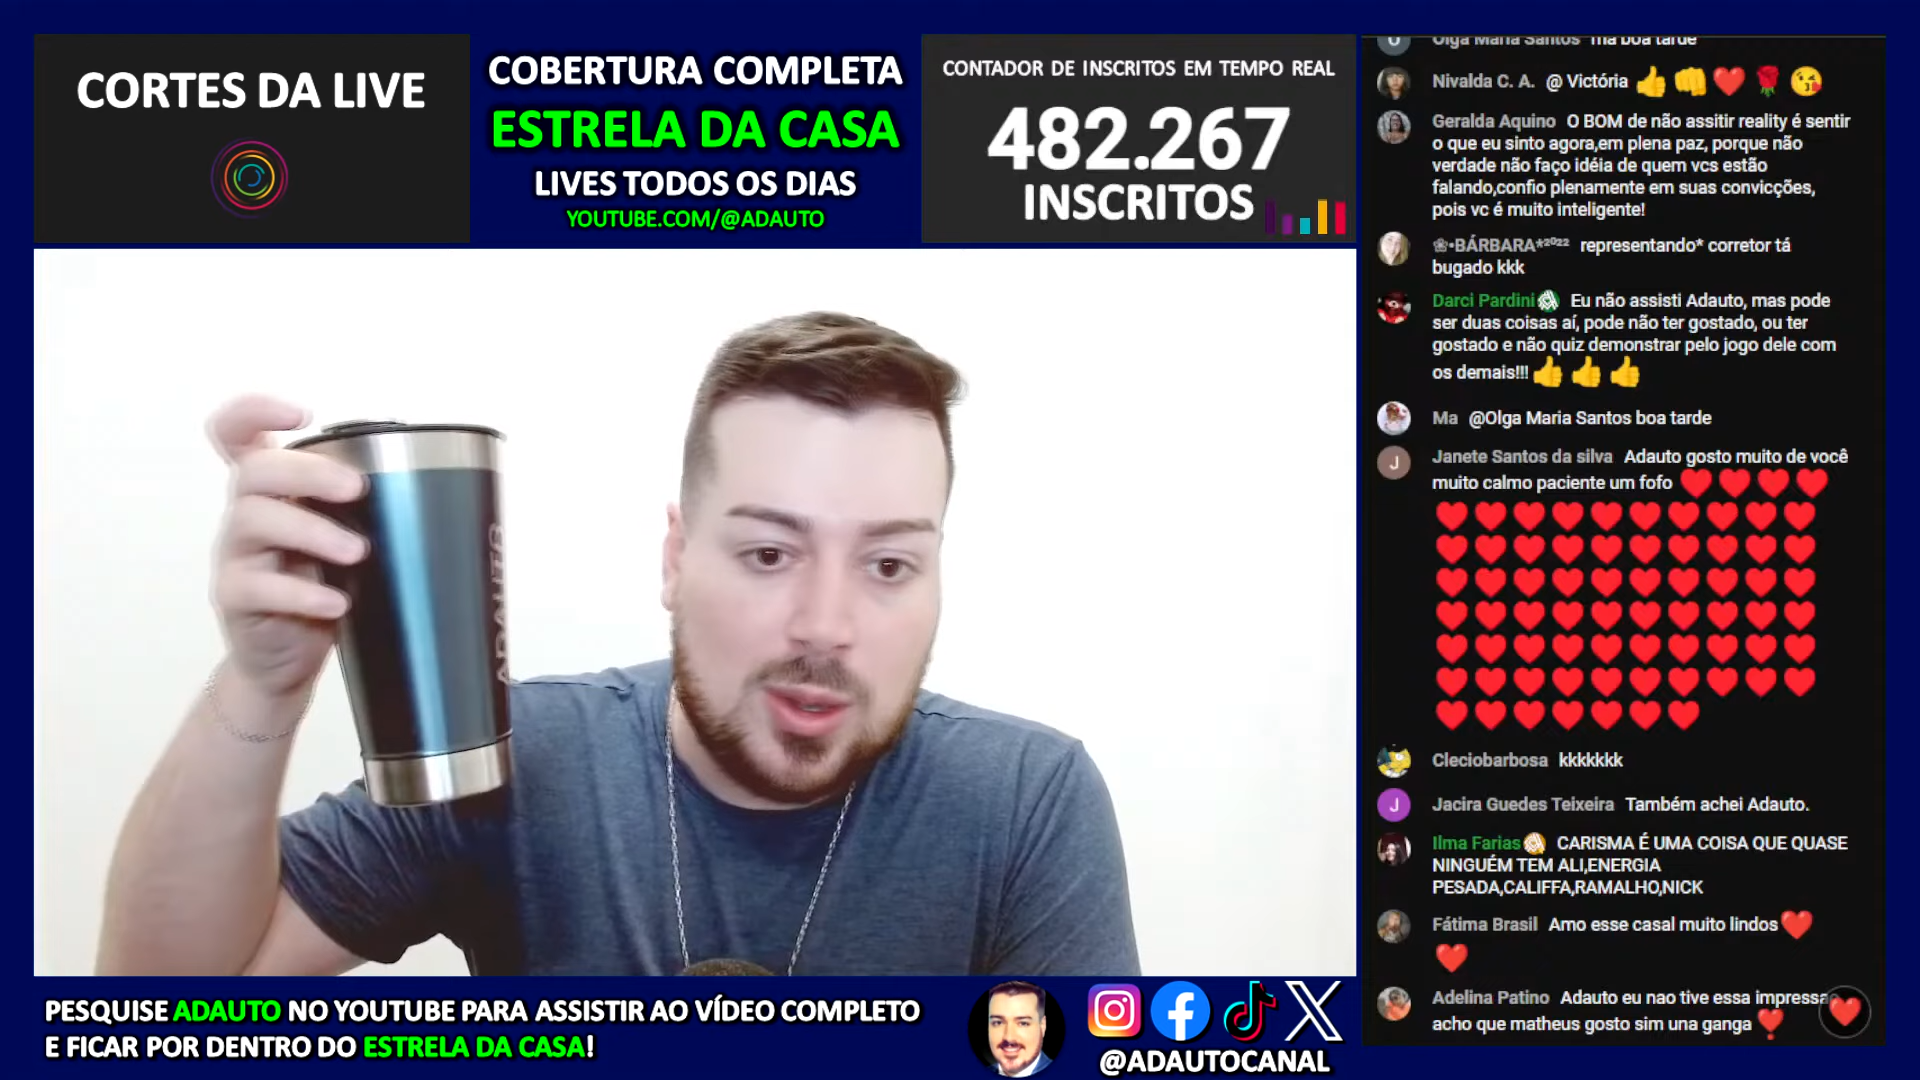 CORTES DA LIVE
COBERTURA COMPLETA
ESTRELA DA CASA
LIVES TODOS OS DIAS
YOUTUBE.COM/@ADAUTO
CONTADOR DE INSCRITOS EM TEMPO REAL
482.267
INSCRITOS
ADAUTO
Olga Maria Santos ma boa tarde
Nivalda C. A. @ Victória 👍👊❤️🌹😘
Geralda Aquino O BOM de não assitir reality é sentir
o que eu sinto agora,em plena paz, porque não
verdade não faço idéia de quem vcs estão
falando,confio plenamente em suas convicções,
pois vc é muito inteligente!
❀•BÁRBARA*²⁰²² representando* corretor tá
bugado kkk
Darci Pardini Eu não assisti Adauto, mas pode
ser duas coisas aí, pode não ter gostado, ou ter
gostado e não quiz demonstrar pelo jogo dele com
os demais!!! 👍👍👍
Ma @Olga Maria Santos boa tarde
J
Janete Santos da silva Adauto gosto muito de você
muito calmo paciente um fofo ❤️❤️❤️❤️
❤️❤️❤️❤️❤️❤️❤️❤️❤️❤️
❤️❤️❤️❤️❤️❤️❤️❤️❤️❤️
❤️❤️❤️❤️❤️❤️❤️❤️❤️❤️
❤️❤️❤️❤️❤️❤️❤️❤️❤️❤️
❤️❤️❤️❤️❤️❤️❤️❤️❤️❤️
❤️❤️❤️❤️❤️❤️❤️❤️❤️❤️
❤️❤️❤️❤️❤️❤️❤️
Cleciobarbosa kkkkkkk
J
Jacira Guedes Teixeira Também achei Adauto.
Ilma Farias CARISMA É UMA COISA QUE QUASE
NINGUÉM TEM ALI,ENERGIA
PESADA,CALIFFA,RAMALHO,NICK
Fátima Brasil Amo esse casal muito lindos❤️
❤️
Adelina Patino Adauto eu nao tive essa impressa
acho que matheus gosto sim una ganga❣️
PESQUISE ADAUTO NO YOUTUBE PARA ASSISTIR AO VÍDEO COMPLETO
E FICAR POR DENTRO DO ESTRELA DA CASA!
@ADAUTOCANAL